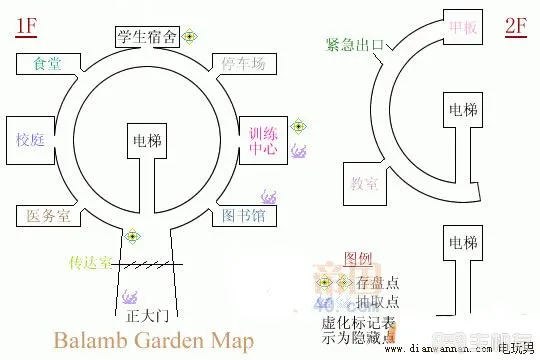 1F
学生宿舍
食堂
停车场
校庭
电梯
训练
中心
医务室
图书馆
传达室
正大门
Balamb Garden Map
2F
甲板
紧急出口
电梯
教室
电梯
图例
存盘点
抽取点
虚化标记表
示为隐藏点
www.dianwannan.com 电玩男